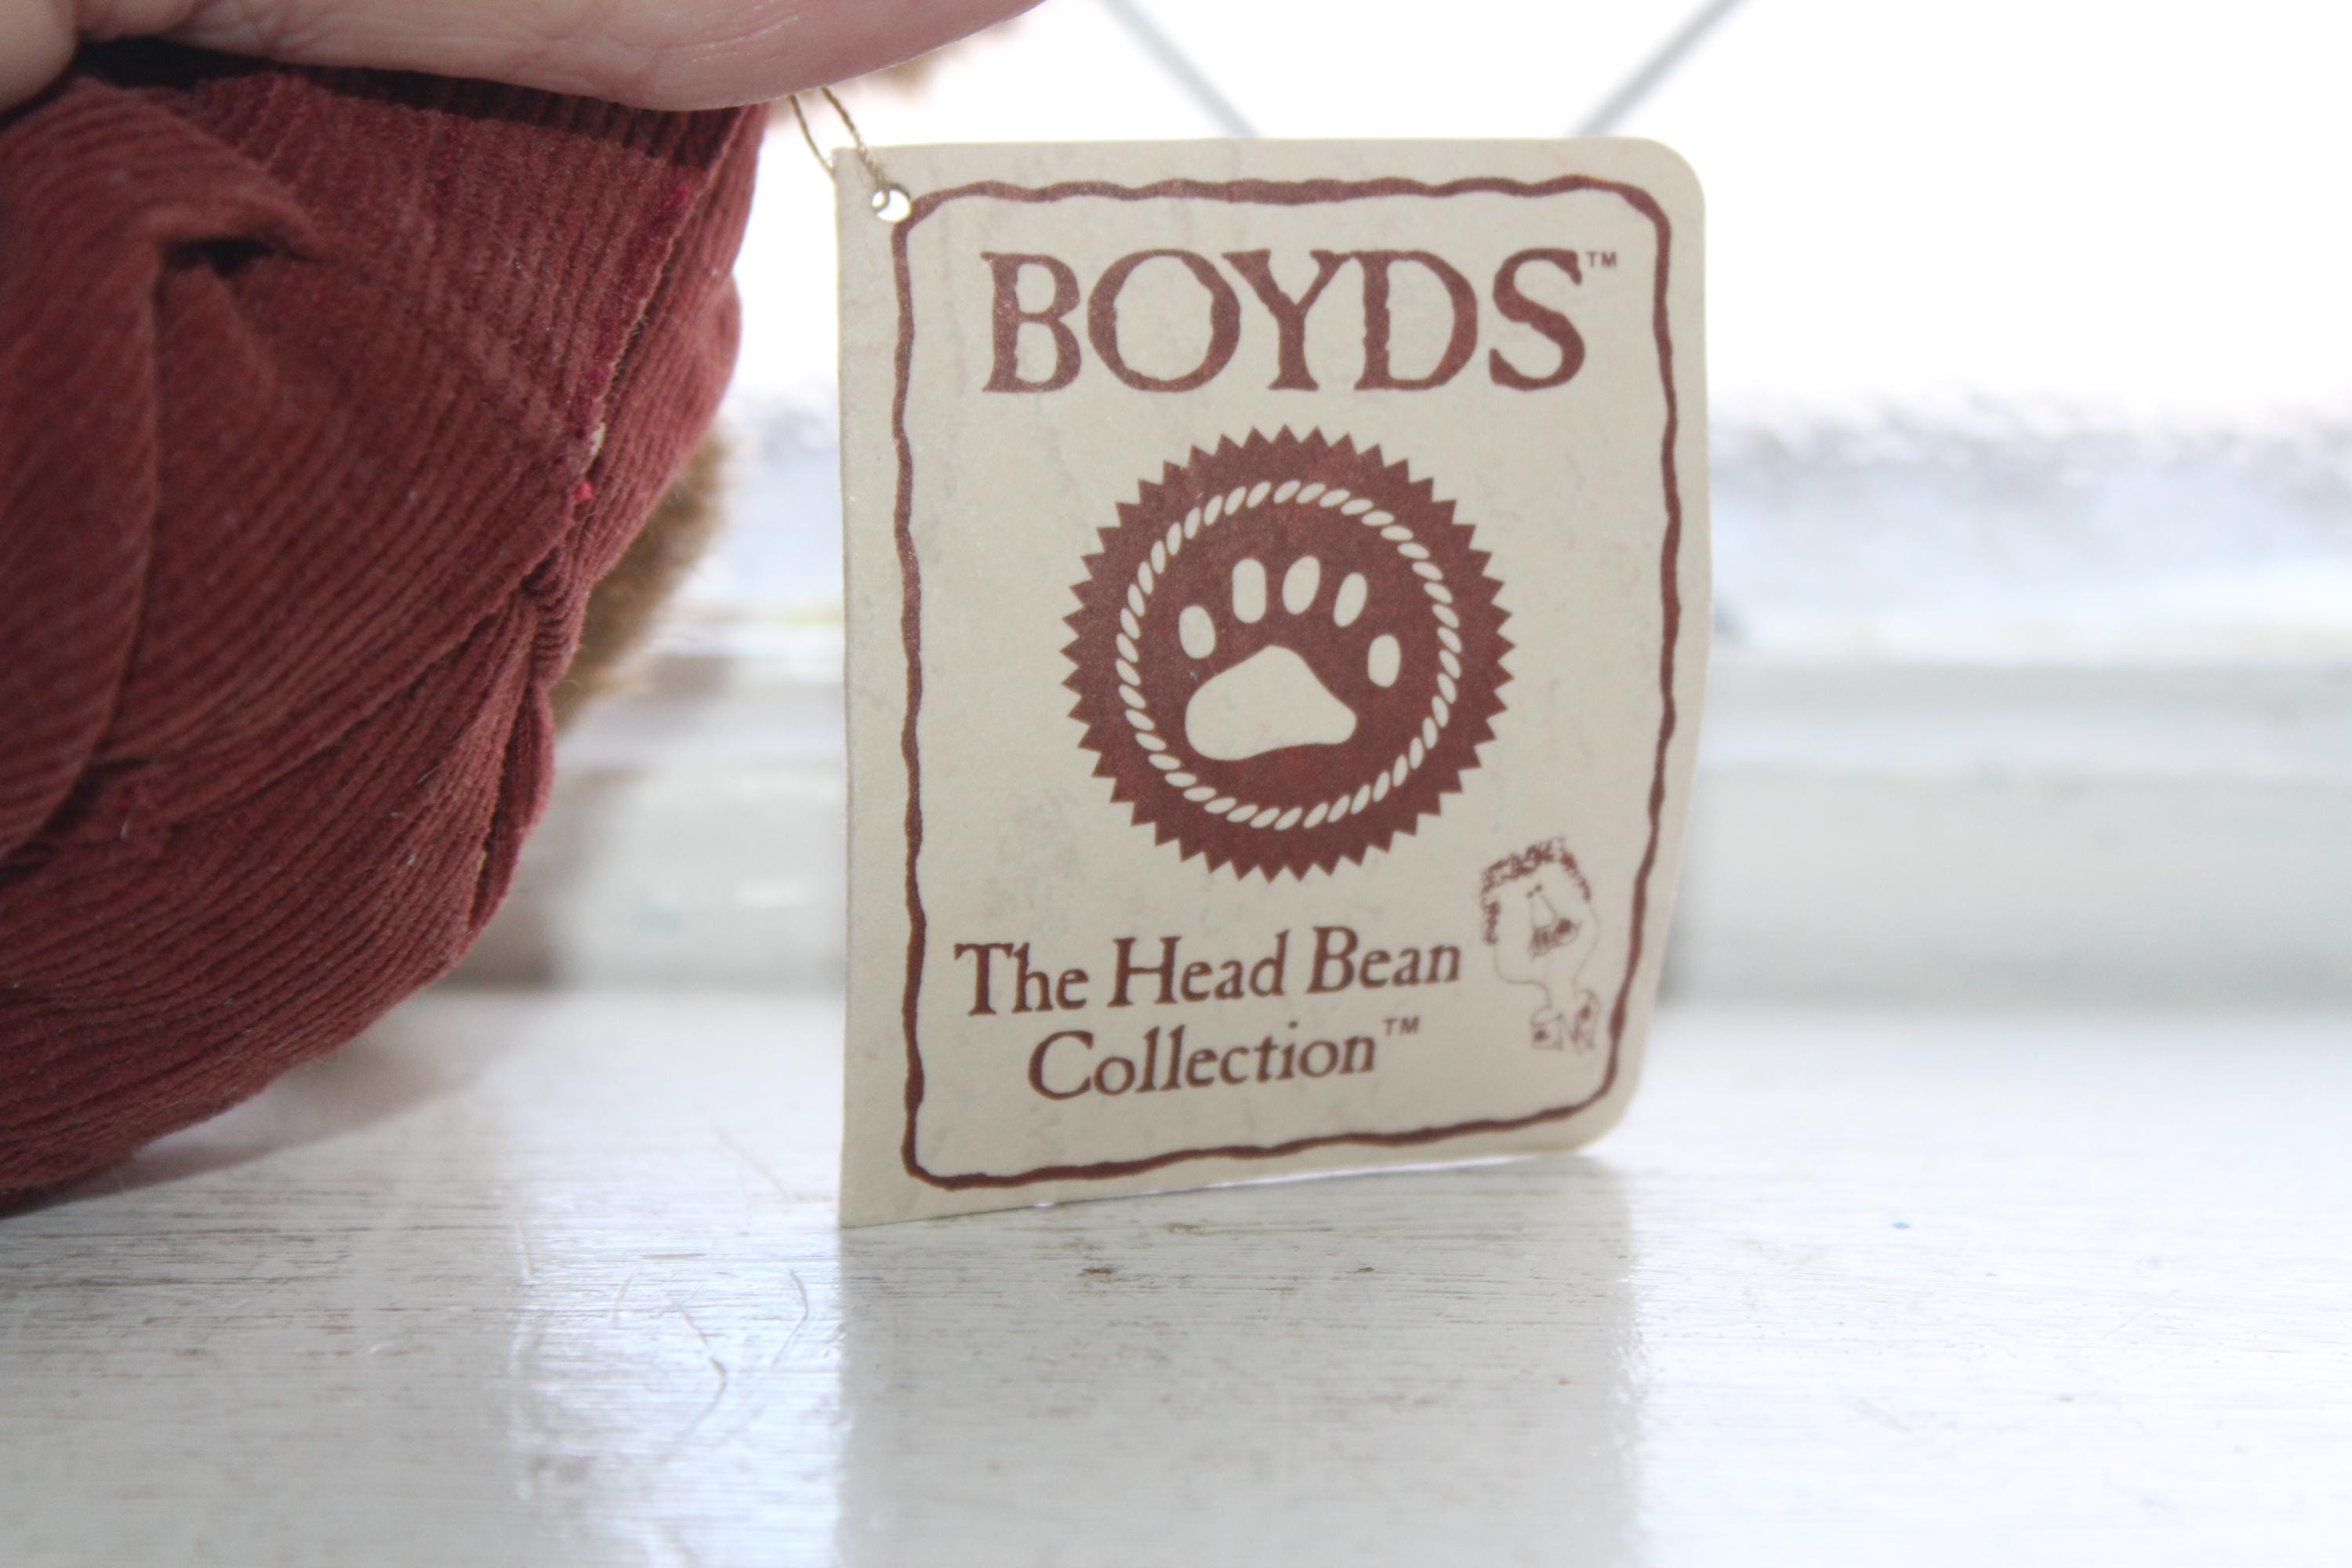 BOYDS™
The Head Bean
Collection™